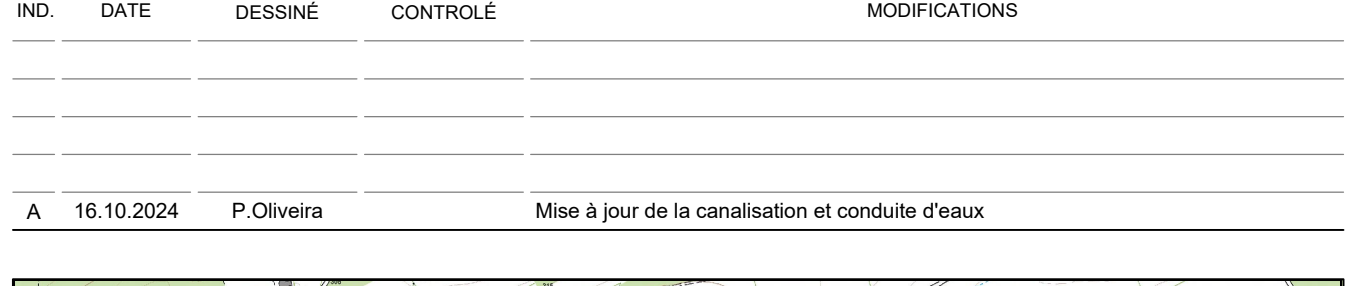 IND. DATE DESSINÉ CONTROLÉ MODIFICATIONS
A 16.10.2024 P.Oliveira Mise à jour de la canalisation et conduite d'eaux